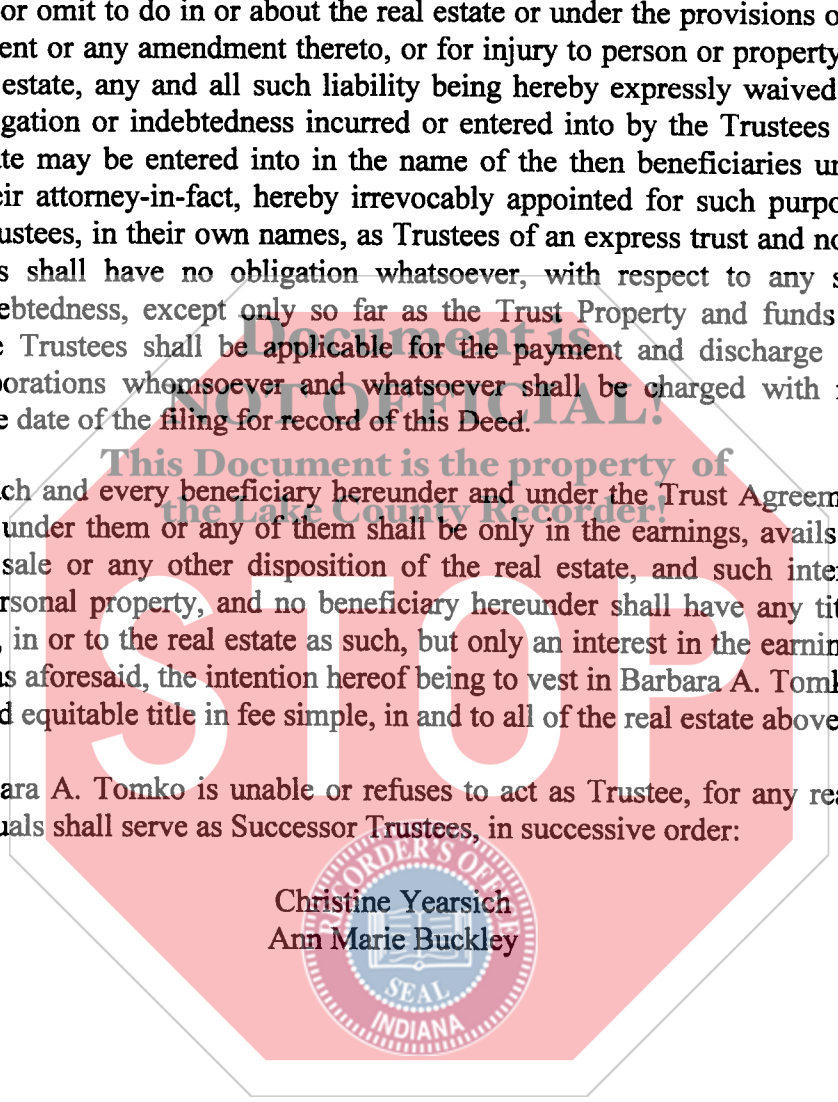 or omit to do in or about the real estate or under the provisions o
ent or any amendment thereto, or for injury to person or property
estate, any and all such liability being hereby expressly waived
gation or indebtedness incurred or entered into by the Trustees
te may be entered into in the name of the then beneficiaries un
eir attorney-in-fact, hereby irrevocably appointed for such purpo
ustees, in their own names, as Trustees of an express trust and no
s shall have no obligation whatsoever, with respect to any s
ebtedness, except only so far as the Trust Property and funds
Document is
e Trustees shall be applicable for the payment and discharge
porations whomsoever and whatsoever shall be charged with
NOT OFFICIAL!
e date of the filing for record of this Deed.
This Document is the property of
ch and every beneficiary hereunder and under the Trust Agreem
the Lake County Recorder!
under them or any of them shall be only in the earnings, avails
sale or any other disposition of the real estate, and such inte
rsonal property, and no beneficiary hereunder shall have any tit
, in or to the real estate as such, but only an interest in the earnin
as aforesaid, the intention hereof being to vest in Barbara A. Tomk
d equitable title in fee simple, in and to all of the real estate above
STOP
ara A. Tomko is unable or refuses to act as Trustee, for any rea
uals shall serve as Successor Trustees, in successive order:
RECORDER'S OFFICE
Christine Yearsich
Ann Marie Buckley
SEAL
INDIANA